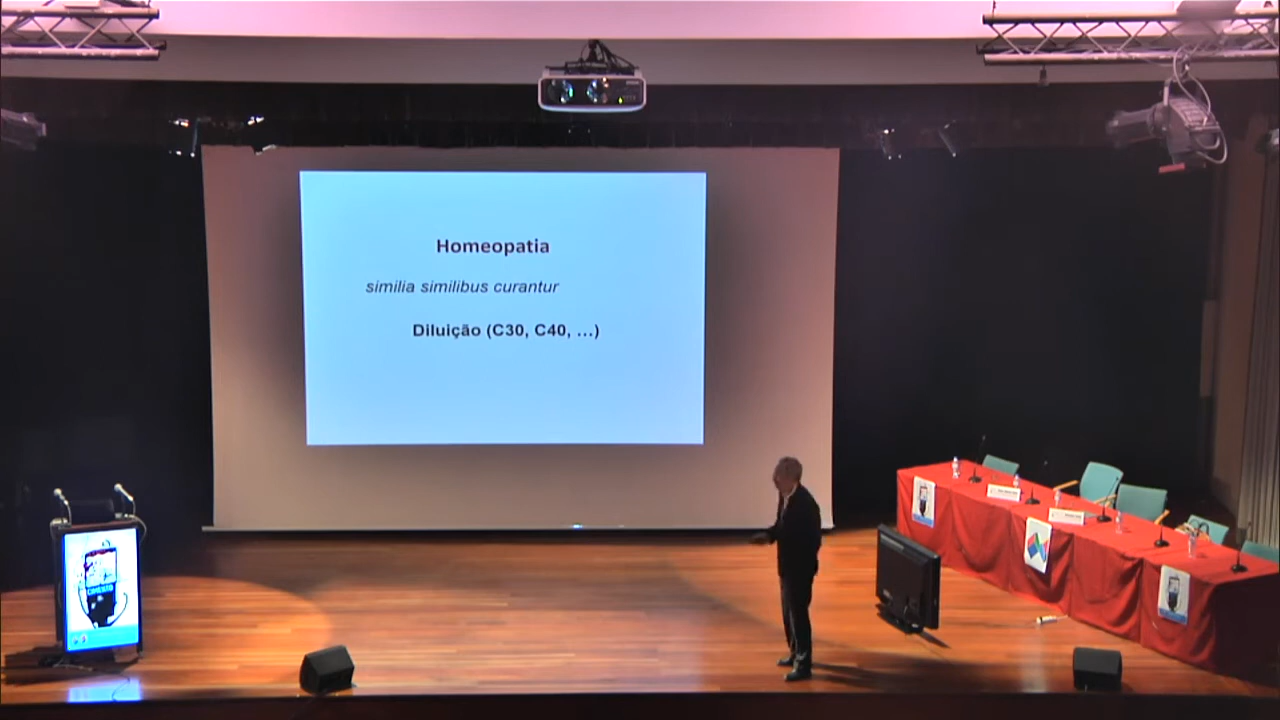 Homeopatia
similia similibus curantur
Diluição (C30, C40, ...)